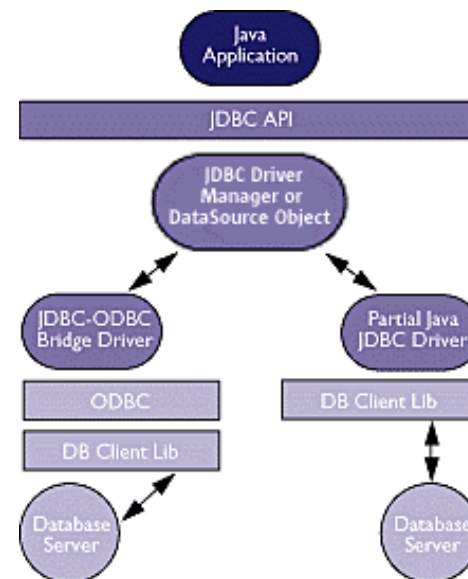 Java
Application
JDBC API
JDBC Driver
Manager or
DataSource Object
JDBC-ODBC
Bridge Driver
Partial Java
JDBC Driver
ODBC
DB Client Lib
DB Client Lib
Database
Server
Database
Server